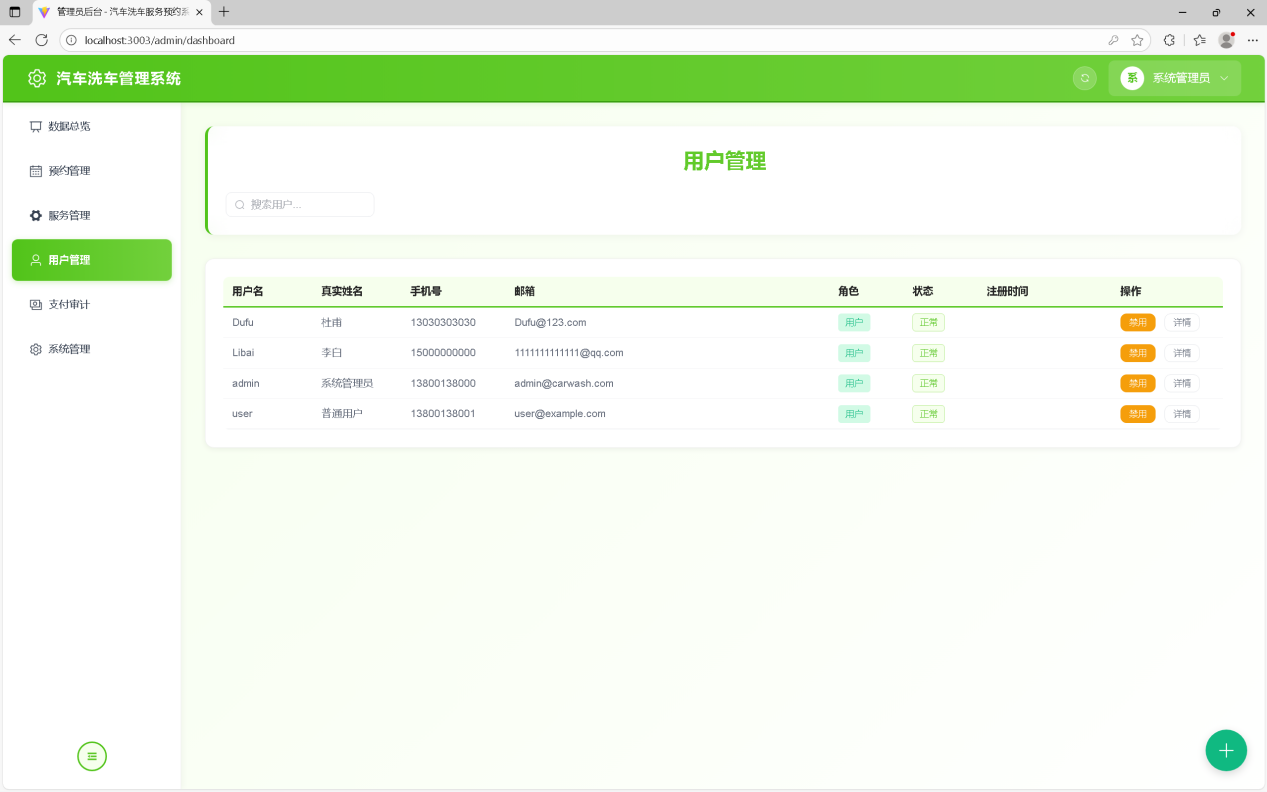 管理员后台 - 汽车洗车服务预约系
localhost:3003/admin/dashboard
汽车洗车管理系统
系 系统管理员
数据总览
预约管理
服务管理
用户管理
支付审计
系统管理
用户管理
搜索用户...
用户名 真实姓名 手机号 邮箱 角色 状态 注册时间 操作
Dufu 杜甫 13030303030 Dufu@123.com 用户 正常 禁用 详情
Libai 李白 15000000000 1111111111111@qq.com 用户 正常 禁用 详情
admin 系统管理员 13800138000 admin@carwash.com 用户 正常 禁用 详情
user 普通用户 13800138001 user@example.com 用户 正常 禁用 详情